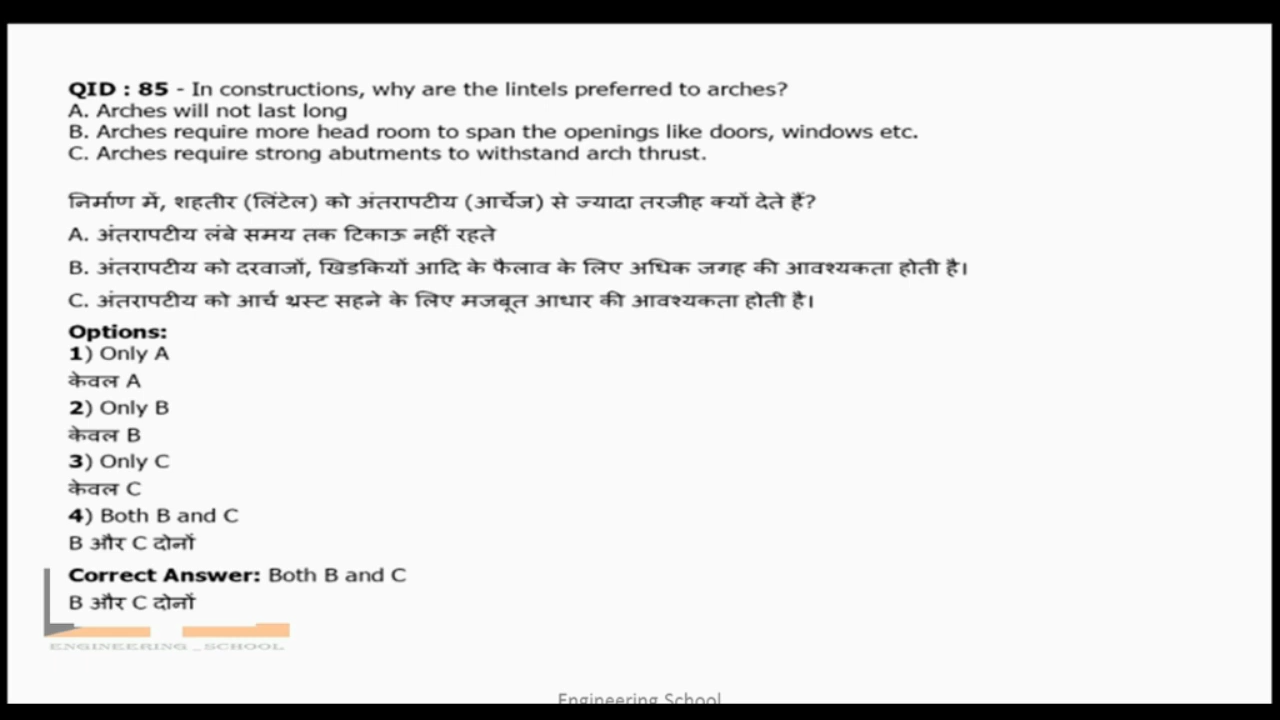 QID : 85 - In constructions, why are the lintels preferred to arches?
A. Arches will not last long
B. Arches require more head room to span the openings like doors, windows etc.
C. Arches require strong abutments to withstand arch thrust.
निर्माण में, शहतीर (लिंटेल) को अंतरापटीय (आर्चेज) से ज्यादा तरजीह क्यों देते हैं?
A. अंतरापटीय लंबे समय तक टिकाऊ नहीं रहते
B. अंतरापटीय को दरवाजों, खिडकियों आदि के फैलाव के लिए अधिक जगह की आवश्यकता होती है।
C. अंतरापटीय को आर्च थ्रस्ट सहने के लिए मजबूत आधार की आवश्यकता होती है।
Options:
1) Only A
केवल A
2) Only B
केवल B
3) Only C
केवल C
4) Both B and C
B और C दोनों
Correct Answer: Both B and C
B और C दोनों
ENGINEERING_SCHOOL
Engineering School